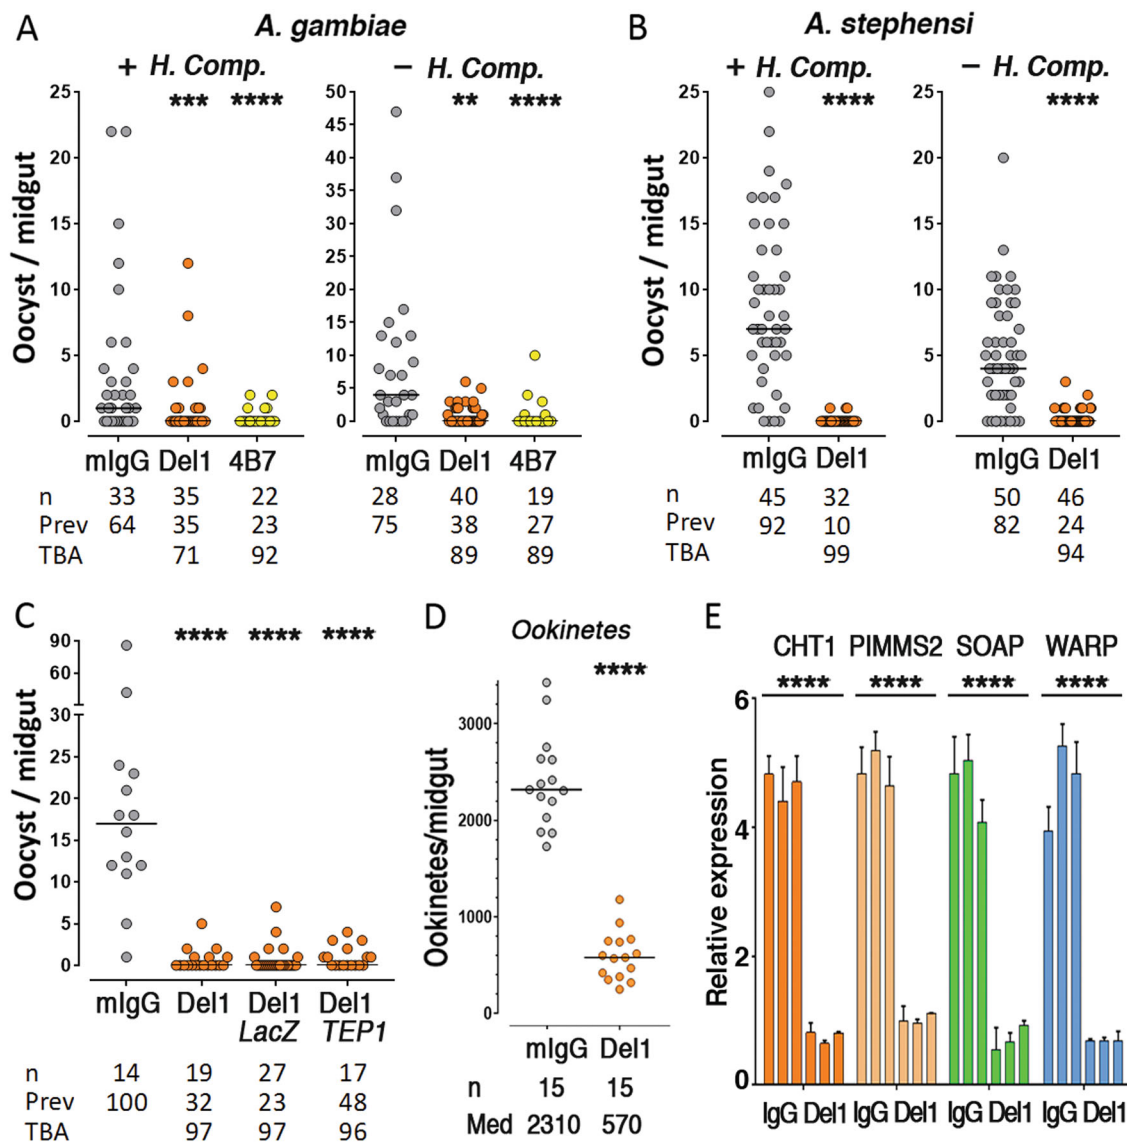 A
A. gambiae
+ H. Comp.
− H. Comp.
*** ****
** ****
Oocyst / midgut
25
20
15
10
5
0
50
45
40
35
30
25
20
15
10
5
0
mIgG Del1 4B7
mIgG Del1 4B7
n 33 35 22 28 40 19
Prev 64 35 23 75 38 27
TBA 71 92 89 89
B
A. stephensi
+ H. Comp.
− H. Comp.
****
****
Oocyst / midgut
25
20
15
10
5
0
25
20
15
10
5
0
mIgG Del1
mIgG Del1
n 45 32 50 46
Prev 92 10 82 24
TBA 99 94
C
**** **** ****
Oocyst / midgut
90
60
30
25
20
15
10
5
0
mIgG Del1 Del1 Del1
LacZ TEP1
n 14 19 27 17
Prev 100 32 23 48
TBA 97 97 96
D
Ookinetes
****
Ookinetes/midgut
3000
2000
1000
0
mIgG Del1
n 15 15
Med 2310 570
E
CHT1 PIMMS2 SOAP WARP
**** **** **** ****
Relative expression
6
4
2
0
IgG Del1 IgG Del1 IgG Del1 IgG Del1